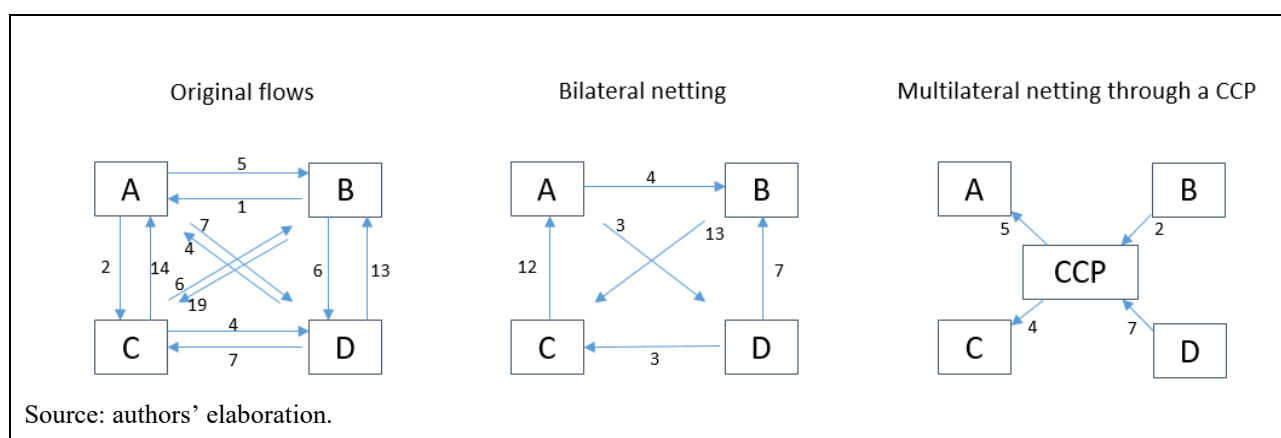 Original flows
Bilateral netting
Multilateral netting through a CCP
A 5 B
1
2 14 7 4 6 19 6 13
C 4 D
7
A 4 B
12 3 13 7
C 3 D
A B
5 2
CCP
C 4 7 D
Source: authors’ elaboration.